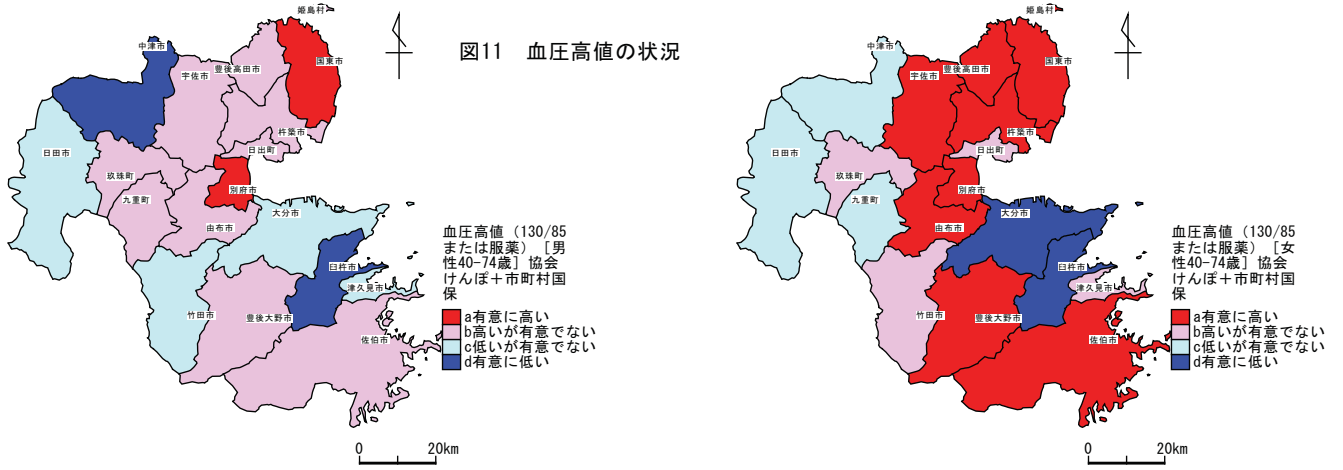 図11 血圧高値の状況
姫島村
中津市
国東市
豊後高田市
宇佐市
杵築市
日出町
日田市
玖珠町
別府市
九重町
大分市
由布市
臼杵市
津久見市
竹田市
豊後大野市
佐伯市
血圧高値（130/85
または服薬）［男
性40-74歳］協会
けんぽ＋市町村国
保
a有意に高い
b高いが有意でない
c低いが有意でない
d有意に低い
0 20km
姫島村
中津市
国東市
豊後高田市
宇佐市
杵築市
日出町
日田市
玖珠町
別府市
九重町
大分市
由布市
臼杵市
津久見市
竹田市
豊後大野市
佐伯市
血圧高値（130/85
または服薬）［女
性40-74歳］協会
けんぽ＋市町村国
保
a有意に高い
b高いが有意でない
c低いが有意でない
d有意に低い
0 20km